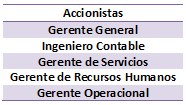 Accionistas
Gerente General
Ingeniero Contable
Gerente de Servicios
Gerente de Recursos Humanos
Gerente Operacional